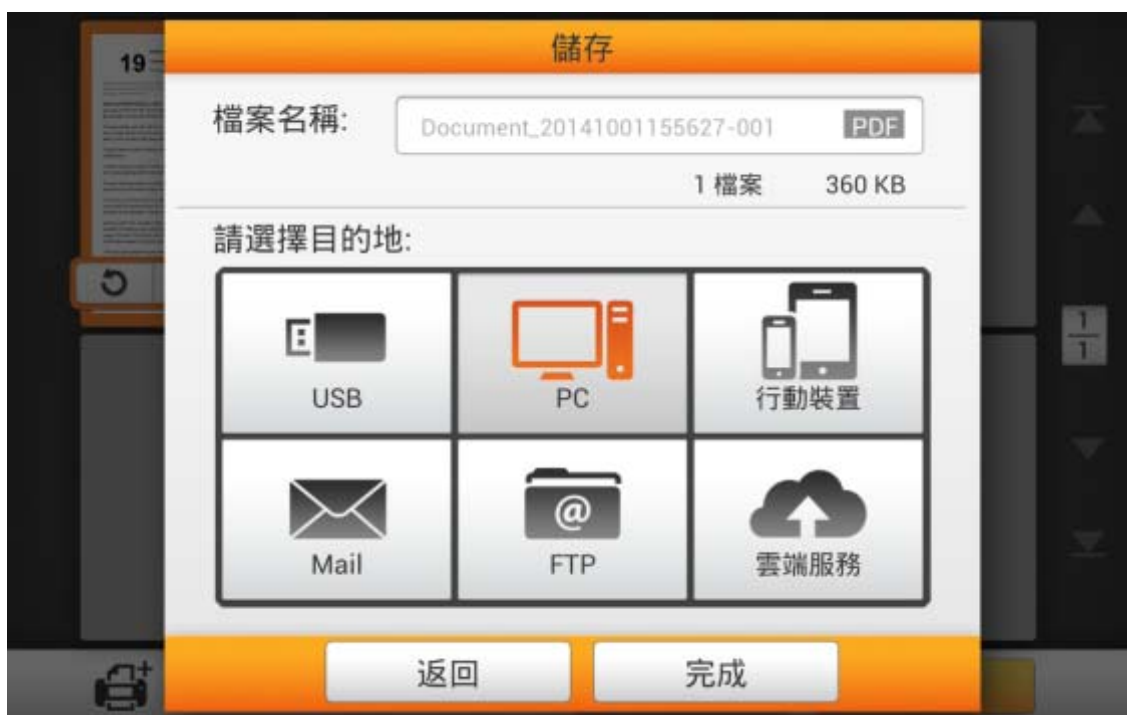 儲存
19
檔案名稱:
Document_20141001155627-001 PDF
1 檔案 360 KB
請選擇目的地:
USB
PC
行動裝置
1
1
Mail
@
FTP
雲端服務
返回
完成